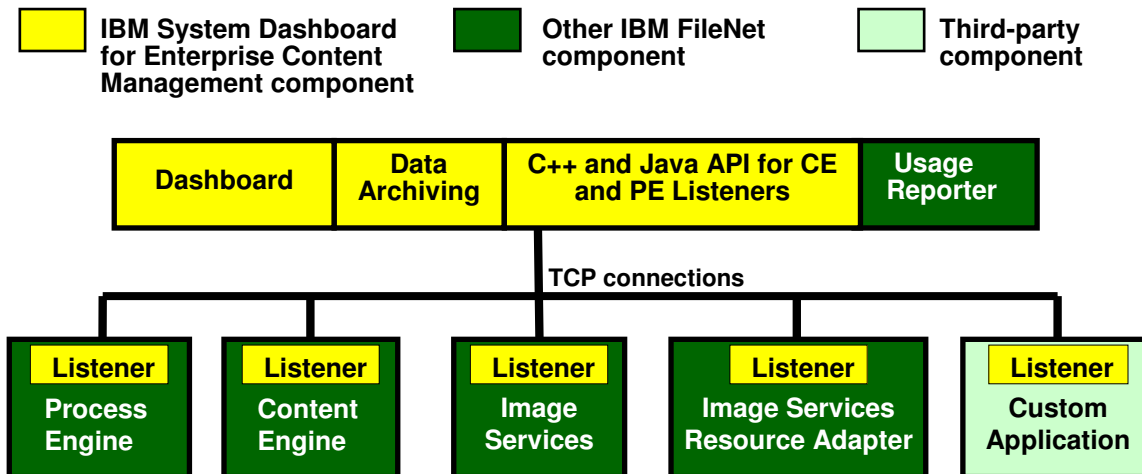 IBM System Dashboard
for Enterprise Content
Management component
Other IBM FileNet
component
Third-party
component
Dashboard
Data
Archiving
C++ and Java API for CE
and PE Listeners
Usage
Reporter
TCP connections
Listener
Process
Engine
Listener
Content
Engine
Listener
Image
Services
Listener
Image Services
Resource Adapter
Listener
Custom
Application